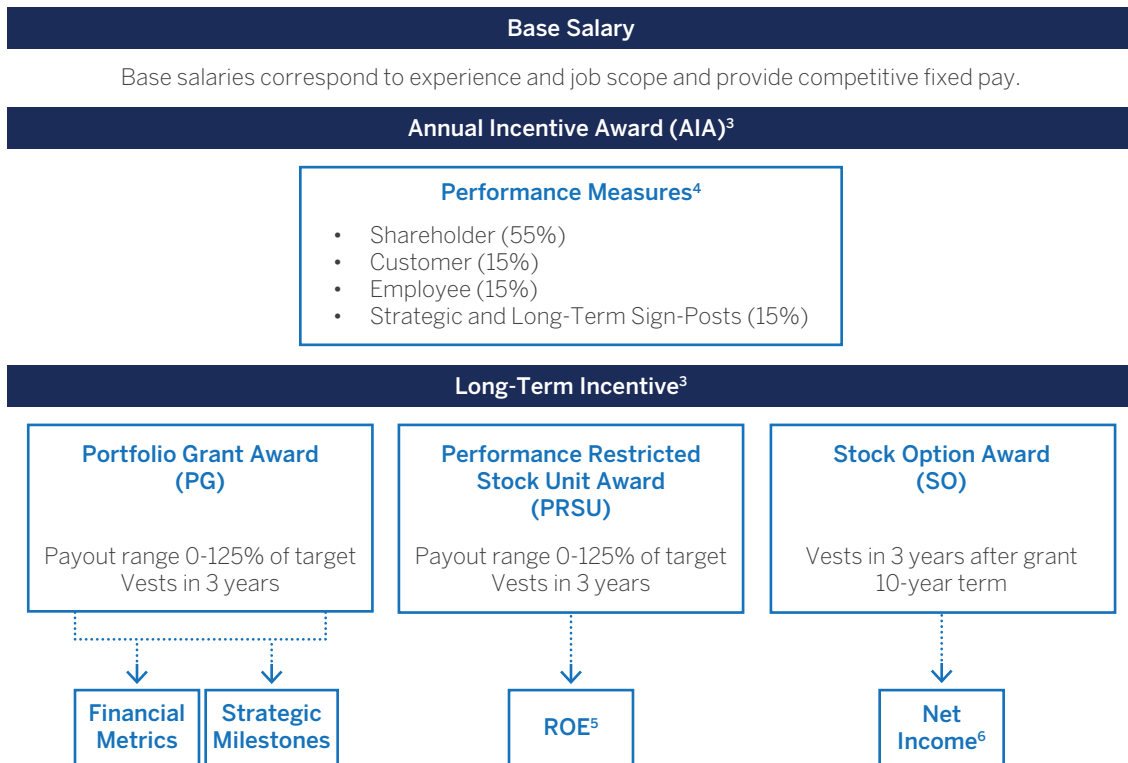 Base Salary
Base salaries correspond to experience and job scope and provide competitive fixed pay.
Annual Incentive Award (AIA)³
Performance Measures⁴
• Shareholder (55%)
• Customer (15%)
• Employee (15%)
• Strategic and Long-Term Sign-Posts (15%)
Long-Term Incentive³
Portfolio Grant Award
(PG)
Payout range 0-125% of target
Vests in 3 years
Performance Restricted
Stock Unit Award
(PRSU)
Payout range 0-125% of target
Vests in 3 years
Stock Option Award
(SO)
Vests in 3 years after grant
10-year term
Financial
Metrics
Strategic
Milestones
ROE⁵
Net
Income⁶